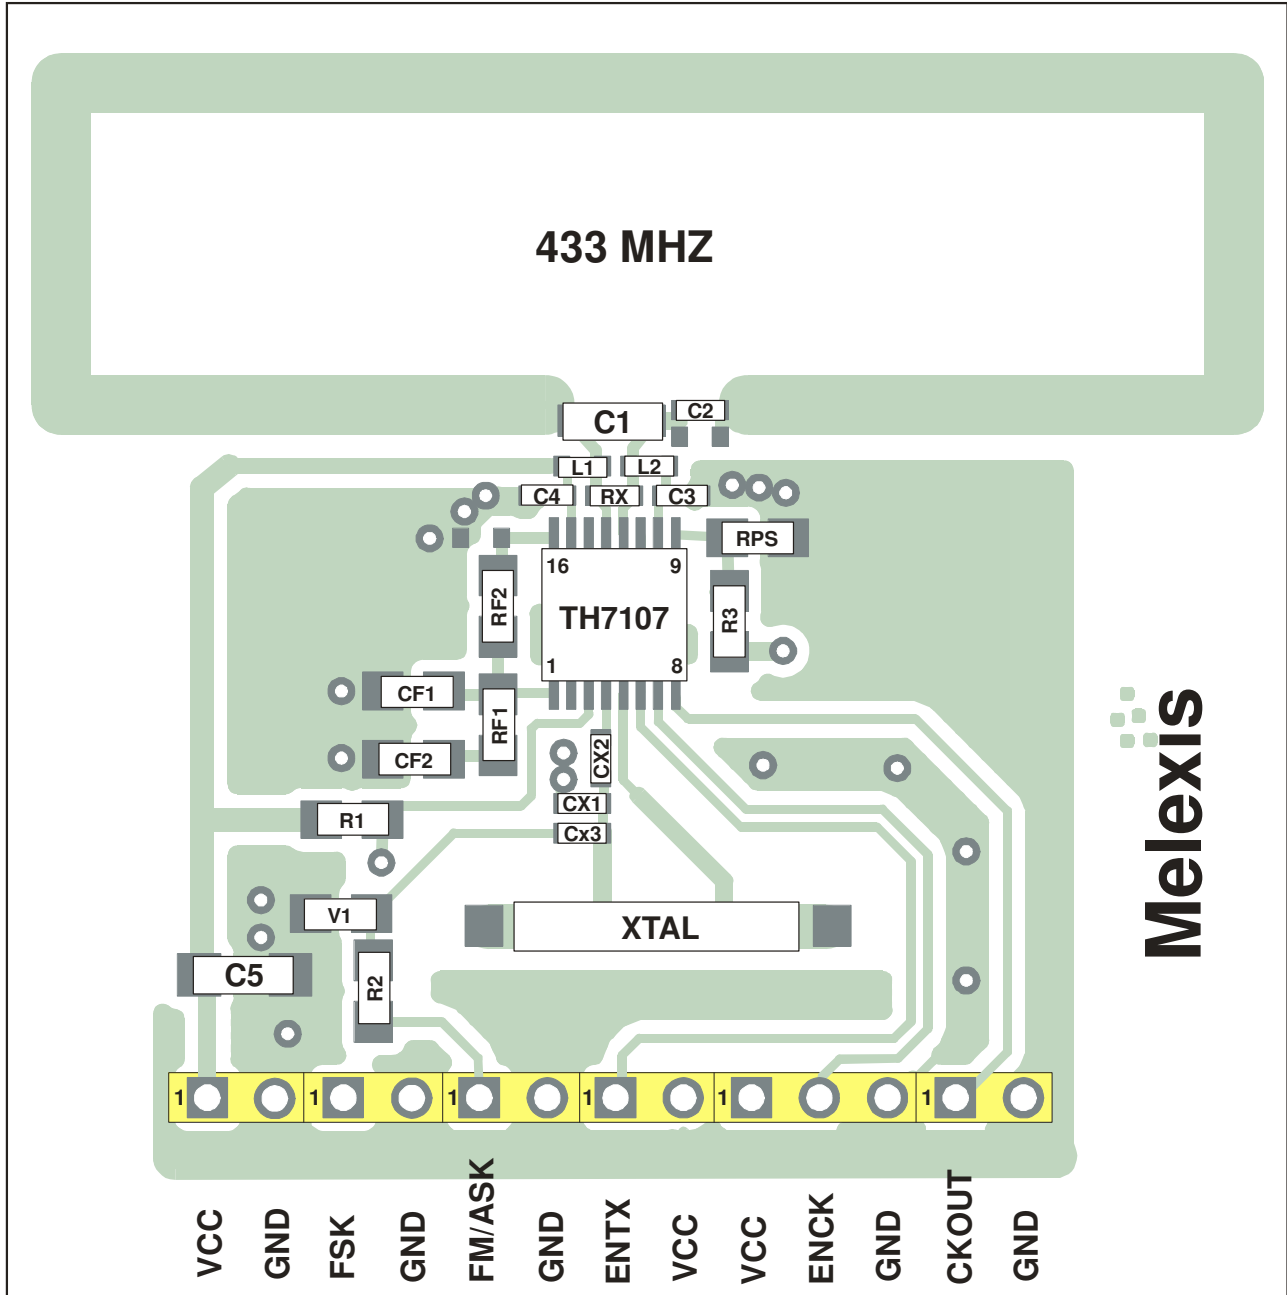 433 MHZ
C1
C2
L1
L2
C4
RX
C3
RPS
16
9
RF2
TH7107
R3
1
8
CF1
RF1
CF2
CX2
CX1
R1
Cx3
V1
XTAL
C5
R2
Melexis
1
1
1
1
1
1
VCC
GND
FSK
GND
FM/ASK
GND
ENTX
VCC
VCC
ENCK
GND
CKOUT
GND